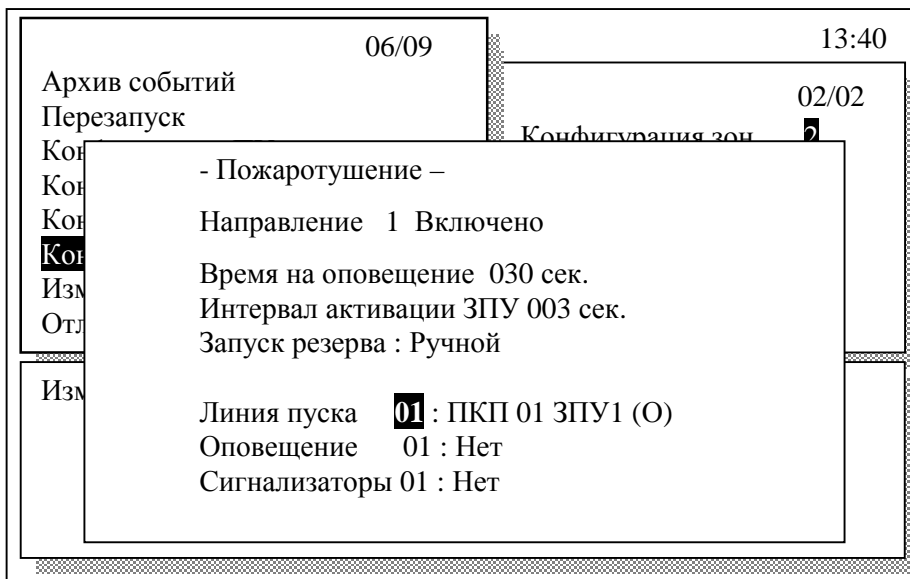 13:40
06/09
Архив событий
Перезапуск
02/02
Конфигурация зон 2
- Пожаротушение –
Направление 1 Включено
Время на оповещение 030 сек.
Интервал активации ЗПУ 003 сек.
Запуск резерва : Ручной
Линия пуска 01 : ПКП 01 ЗПУ1 (О)
Оповещение 01 : Нет
Сигнализаторы 01 : Нет